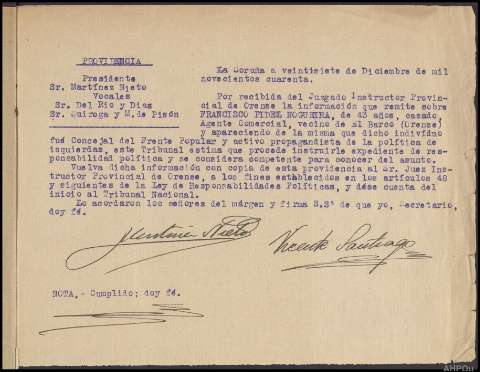 PROVIDENCIA
Presidente
Sr. Martínez Nieto
Vocales
Sr. Del Rio y Dias
Sr. Quiroga y M. de Pisón
La Coruña a veintisiete de Diciembre de mil
novecientos cuarenta.
Por recibida del Juzgado Instructor Provin-
cial de Orense la información que remite sobre
FRANCISCO FIDEL NOGUEIRA, de 43 años, casado,
Agente Comercial, vecino de El Barco (Orense)
y apareciendo de la misma que dicho individuo
fué Concejal del Frente Popular y activo propagandista de la política de
izquierdas, este Tribunal estima que procede instruirle expediente de res-
ponsabilidad política y se considera competente para conocer del asunto.
Vuelva dicha información con copia de esta providencia al Sr. Juez Ins-
tructor Provincial de Orense, a los fines establecidos en los artículos 48
y siguientes de la Ley de Responsabilidades Políticas, y dése cuenta del
inicio al Tribunal Nacional.
Lo acordaron los señores del márgen y firma S.Sª de que yo, Secretario,
doy fé.
Martínez Nieto
Vicente Santiago
NOTA.- Cumplido; doy fé.
AHPOu